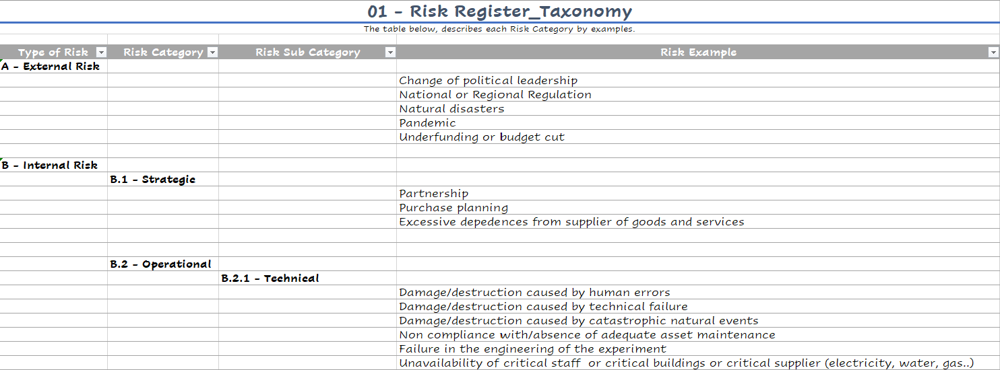 01 - Risk Register_Taxonomy
The table below, describes each Risk Category by examples.
Type of Risk Risk Category Risk Sub Category Risk Example
A - External Risk
Change of political leadership
National or Regional Regulation
Natural disasters
Pandemic
Underfunding or budget cut
B - Internal Risk
B.1 - Strategic
Partnership
Purchase planning
Excessive depedences from supplier of goods and services
B.2 - Operational
B.2.1 - Technical
Damage/destruction caused by human errors
Damage/destruction caused by technical failure
Damage/destruction caused by catastrophic natural events
Non compliance with/absence of adequate asset maintenance
Failure in the engineering of the experiment
Unavailability of critical staff or critical buildings or critical supplier (electricity, water, gas..)